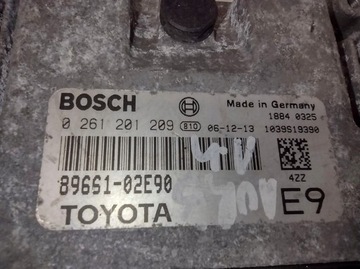 BOSCH
Made in Germany
1884 0325
0 261 201 209 B10 06-12-13 1039S19390
89661-02E90
4ZZ
TOYOTA
E9